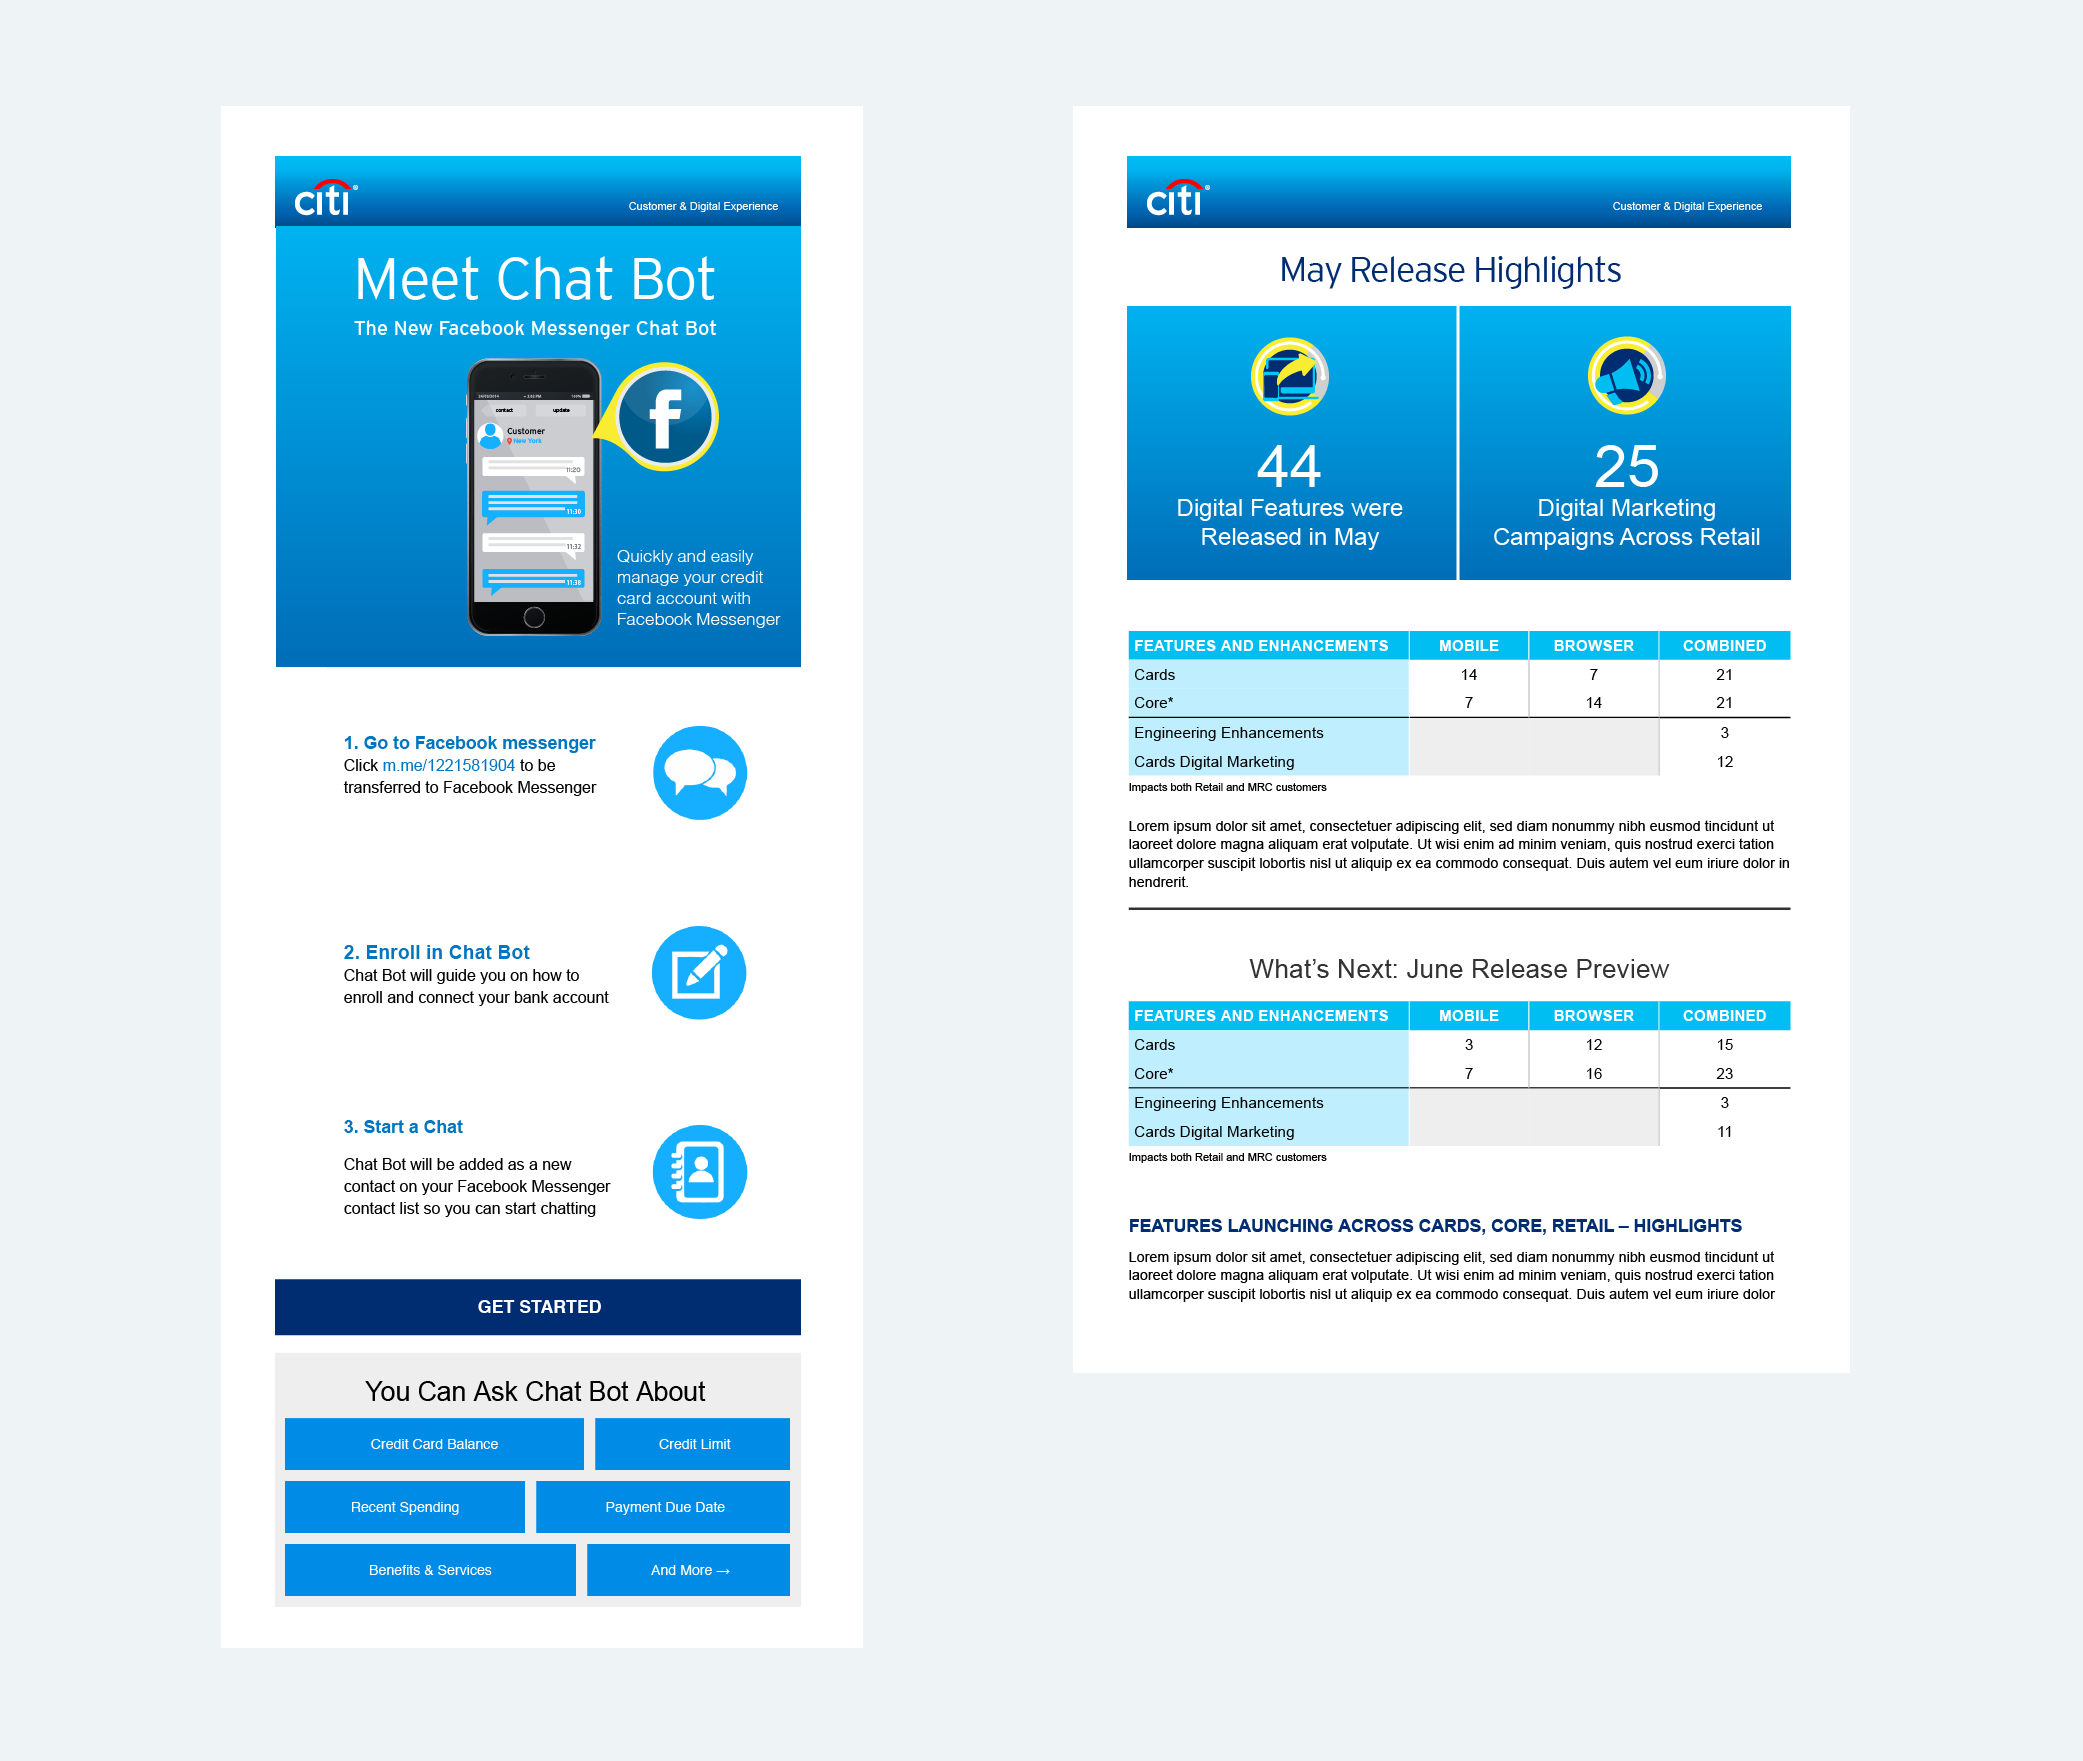 citi®
Customer & Digital Experience
Meet Chat Bot
The New Facebook Messenger Chat Bot
contact
update
Customer
New York
11:20
11:30
11:32
11:38
f
Quickly and easily
manage your credit
card account with
Facebook Messenger
1. Go to Facebook messenger
Click m.me/1221581904 to be
transferred to Facebook Messenger
2. Enroll in Chat Bot
Chat Bot will guide you on how to
enroll and connect your bank account
3. Start a Chat
Chat Bot will be added as a new
contact on your Facebook Messenger
contact list so you can start chatting
GET STARTED
You Can Ask Chat Bot About
Credit Card Balance
Credit Limit
Recent Spending
Payment Due Date
Benefits & Services
And More →
citi®
Customer & Digital Experience
May Release Highlights
44
Digital Features were
Released in May
25
Digital Marketing
Campaigns Across Retail
FEATURES AND ENHANCEMENTS MOBILE BROWSER COMBINED
Cards 14 7 21
Core* 7 14 21
Engineering Enhancements 3
Cards Digital Marketing 12
Impacts both Retail and MRC customers
Lorem ipsum dolor sit amet, consectetuer adipiscing elit, sed diam nonummy nibh eusmod tincidunt ut
laoreet dolore magna aliquam erat volputate. Ut wisi enim ad minim veniam, quis nostrud exerci tation
ullamcorper suscipit lobortis nisl ut aliquip ex ea commodo consequat. Duis autem vel eum iriure dolor in
hendrerit.
What's Next: June Release Preview
FEATURES AND ENHANCEMENTS MOBILE BROWSER COMBINED
Cards 3 12 15
Core* 7 16 23
Engineering Enhancements 3
Cards Digital Marketing 11
Impacts both Retail and MRC customers
FEATURES LAUNCHING ACROSS CARDS, CORE, RETAIL – HIGHLIGHTS
Lorem ipsum dolor sit amet, consectetuer adipiscing elit, sed diam nonummy nibh eusmod tincidunt ut
laoreet dolore magna aliquam erat volputate. Ut wisi enim ad minim veniam, quis nostrud exerci tation
ullamcorper suscipit lobortis nisl ut aliquip ex ea commodo consequat. Duis autem vel eum iriure dolor